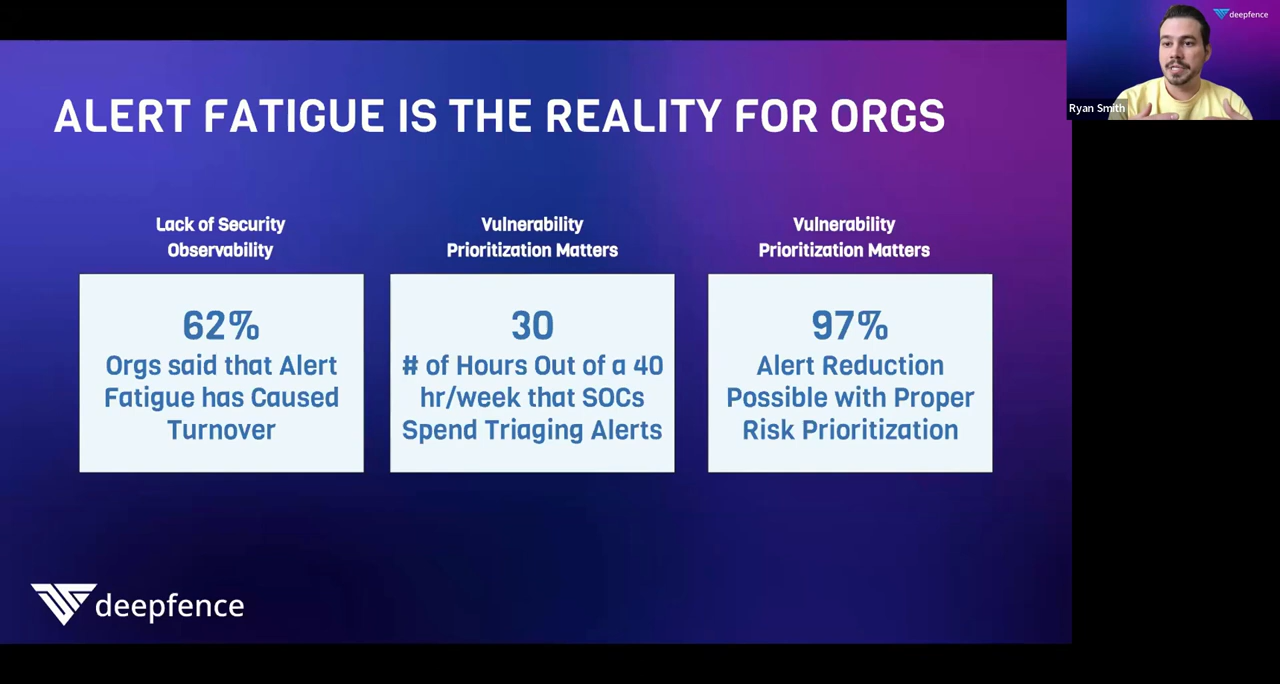 ALERT FATIGUE IS THE REALITY FOR ORGS
Lack of Security
Observability
62%
Orgs said that Alert
Fatigue has Caused
Turnover
Vulnerability
Prioritization Matters
30
# of Hours Out of a 40
hr/week that SOCs
Spend Triaging Alerts
Vulnerability
Prioritization Matters
97%
Alert Reduction
Possible with Proper
Risk Prioritization
deepfence
deepfence
Ryan Smith